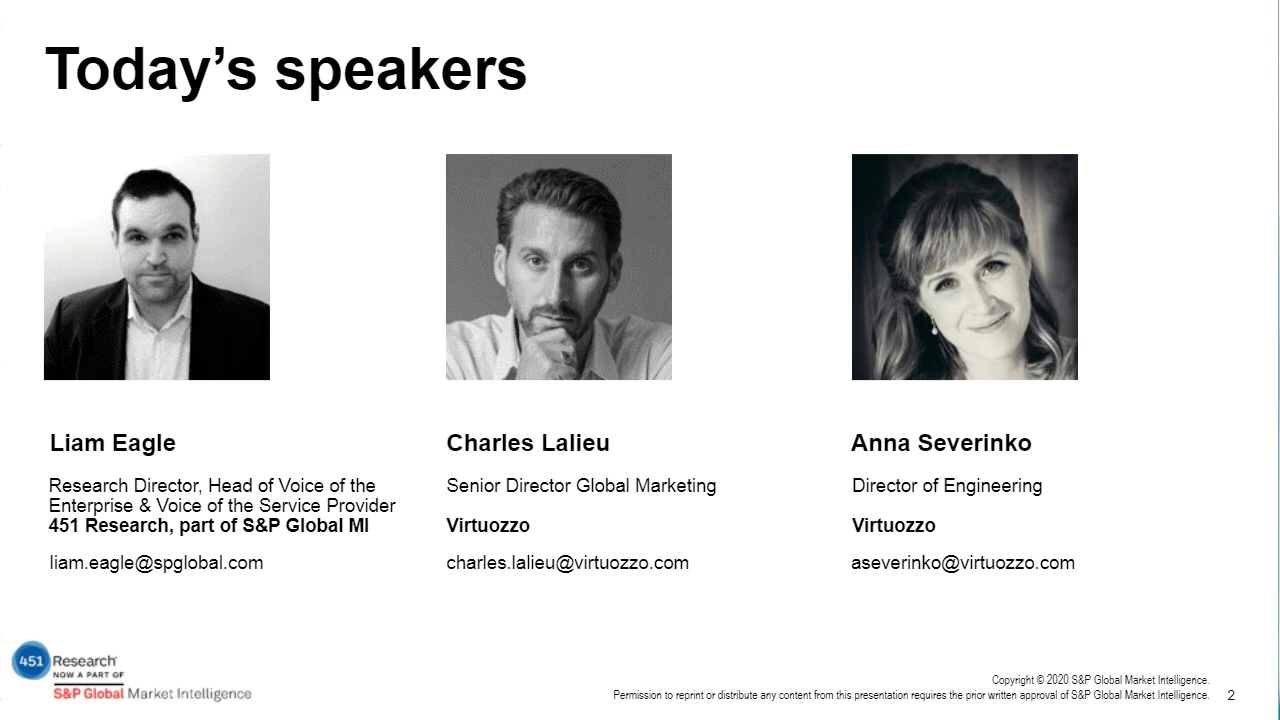 Today’s speakers
Liam Eagle
Research Director, Head of Voice of the
Enterprise & Voice of the Service Provider
451 Research, part of S&P Global MI
liam.eagle@spglobal.com
Charles Lalieu
Senior Director Global Marketing
Virtuozzo
charles.lalieu@virtuozzo.com
Anna Severinko
Director of Engineering
Virtuozzo
aseverinko@virtuozzo.com
451 Research
NOW A PART OF
S&P Global Market Intelligence
Copyright © 2020 S&P Global Market Intelligence.
Permission to reprint or distribute any content from this presentation requires the prior written approval of S&P Global Market Intelligence.
2